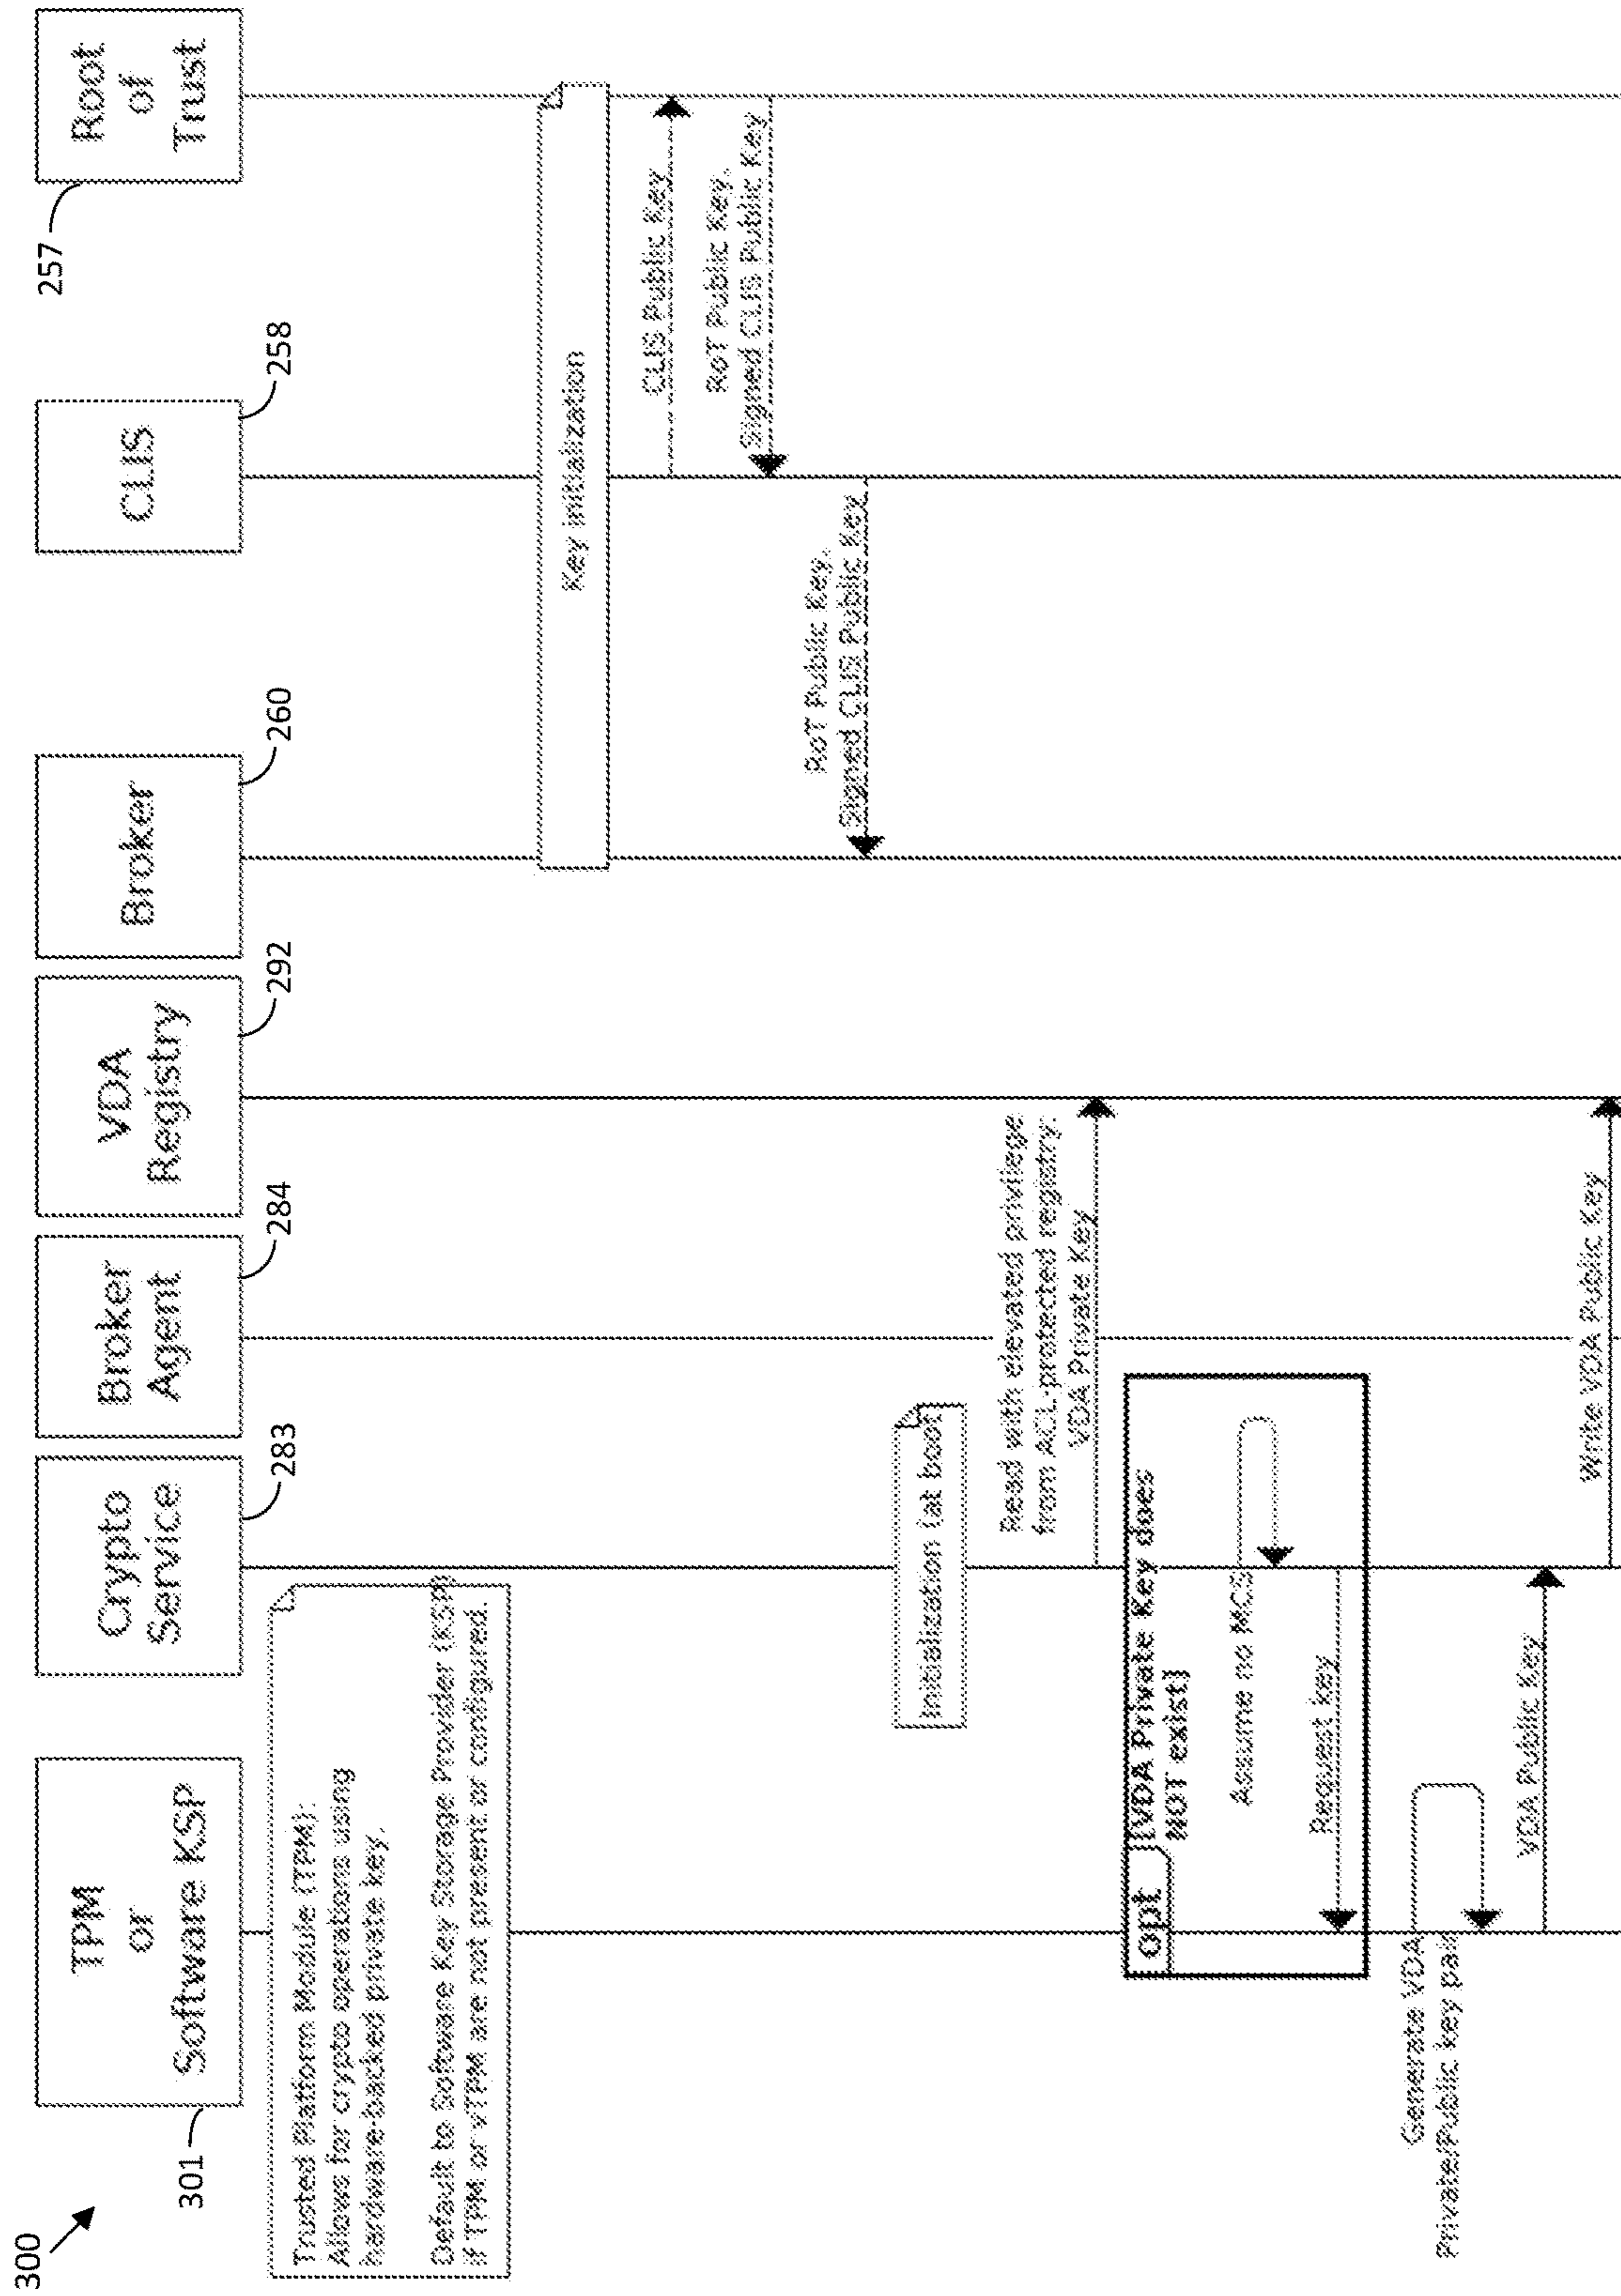 300
301
TPM
or
Software KSP
Crypto
Service
283
Broker
Agent
284
VDA
Registry
292
Broker
260
CLIS
258
Root
of
Trust
257
Trusted Platform Module (TPM):
Allows for crypto operations using
hardware-backed private key.
Default to Software Key Storage Provider (KSP)
if TPM or vTPM are not present or configured.
Key initialization
CLIS Public Key
RoT Public Key,
Signed CLIS Public Key
RoT Public Key,
Signed CLIS Public Key
Initialization (at boot)
Read with elevated privilege
from ACL-protected registry:
VDA Private Key
opt
[VDA Private Key does
NOT exist]
Assume no MCS
Request key
Generate VDA
Private/Public key pair
VDA Public Key
Write VDA Public Key